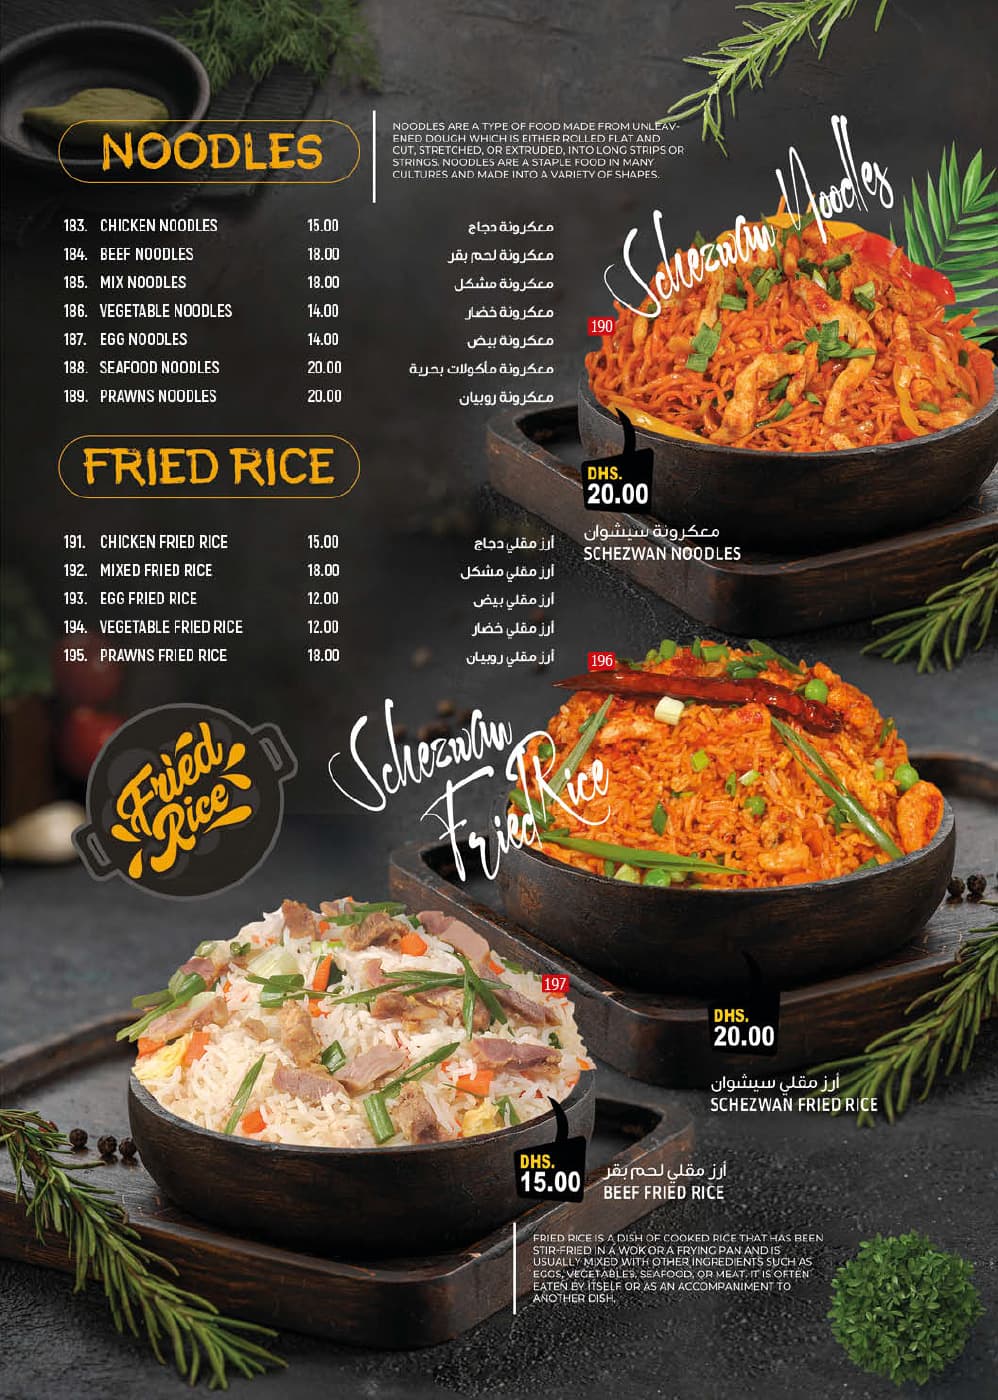 NOODLES
NOODLES ARE A TYPE OF FOOD MADE FROM UNLEAV-
ENED DOUGH WHICH IS EITHER ROLLED FLAT AND
CUT, STRETCHED, OR EXTRUDED, INTO LONG STRIPS OR
STRINGS. NOODLES ARE A STAPLE FOOD IN MANY
CULTURES AND MADE INTO A VARIETY OF SHAPES.
183. CHICKEN NOODLES 15.00 معكرونة دجاج
184. BEEF NOODLES 18.00 معكرونة لحم بقر
185. MIX NOODLES 18.00 معكرونة مشكل
186. VEGETABLE NOODLES 14.00 معكرونة خضار
187. EGG NOODLES 14.00 معكرونة بيض
188. SEAFOOD NOODLES 20.00 معكرونة مأكولات بحرية
189. PRAWNS NOODLES 20.00 معكرونة روبيان
Schezwan Noodles
190
DHS.
20.00
معكرونة سيشوان
SCHEZWAN NOODLES
FRIED RICE
191. CHICKEN FRIED RICE 15.00 أرز مقلي دجاج
192. MIXED FRIED RICE 18.00 أرز مقلي مشكل
193. EGG FRIED RICE 12.00 أرز مقلي بيض
194. VEGETABLE FRIED RICE 12.00 أرز مقلي خضار
195. PRAWNS FRIED RICE 18.00 أرز مقلي روبيان
196
Schezwan
Fried Rice
Fried
Rice
DHS.
20.00
أرز مقلي سيشوان
SCHEZWAN FRIED RICE
197
DHS.
15.00
أرز مقلي لحم بقر
BEEF FRIED RICE
FRIED RICE IS A DISH OF COOKED RICE THAT HAS BEEN
STIR-FRIED IN A WOK OR A FRYING PAN AND IS
USUALLY MIXED WITH OTHER INGREDIENTS SUCH AS
EGGS, VEGETABLES, SEAFOOD, OR MEAT. IT IS OFTEN
EATEN BY ITSELF OR AS AN ACCOMPANIMENT TO
ANOTHER DISH.